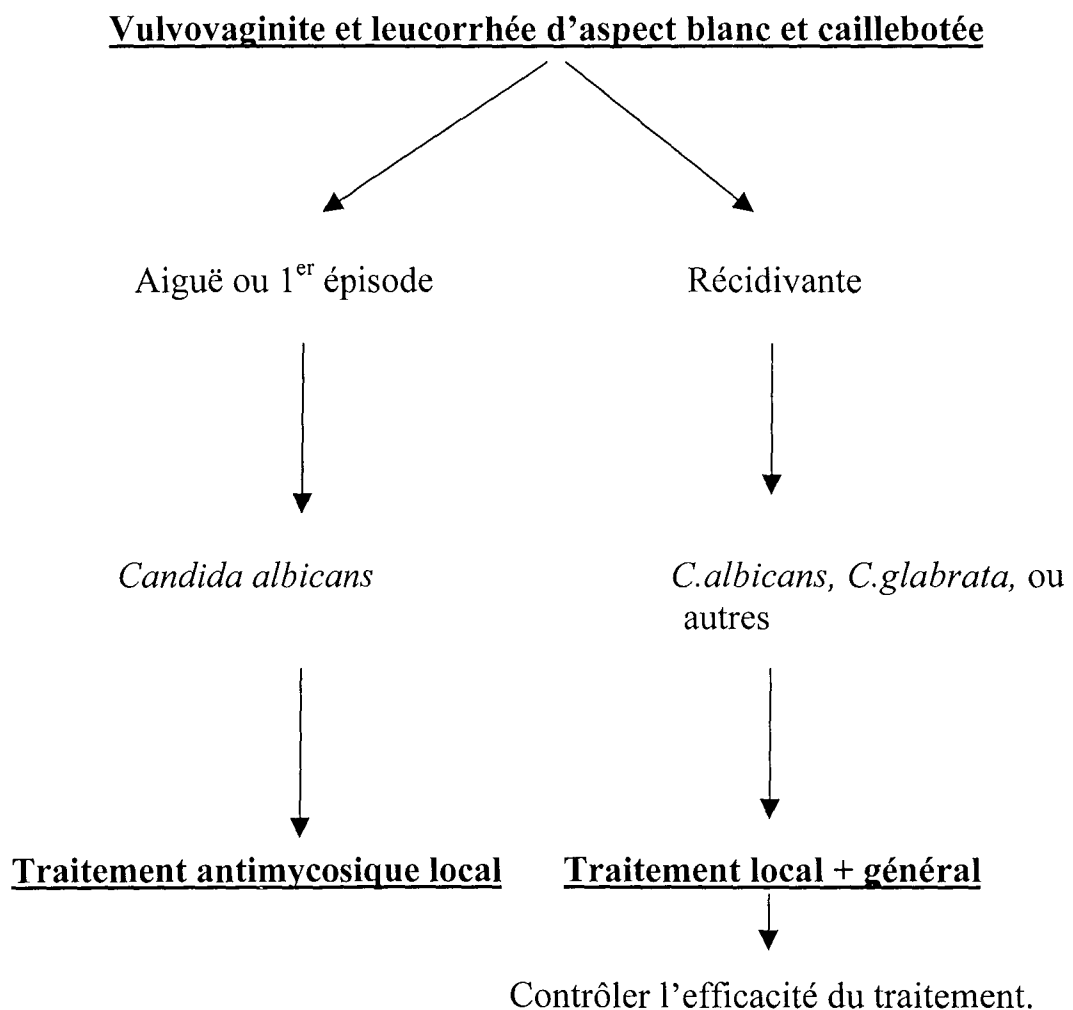 Vulvovaginite et leucorrhée d'aspect blanc et caillebotée
Aiguë ou 1er épisode
Récidivante
Candida albicans
C.albicans, C.glabrata, ou
autres
Traitement antimycosique local
Traitement local + général
Contrôler l'efficacité du traitement.